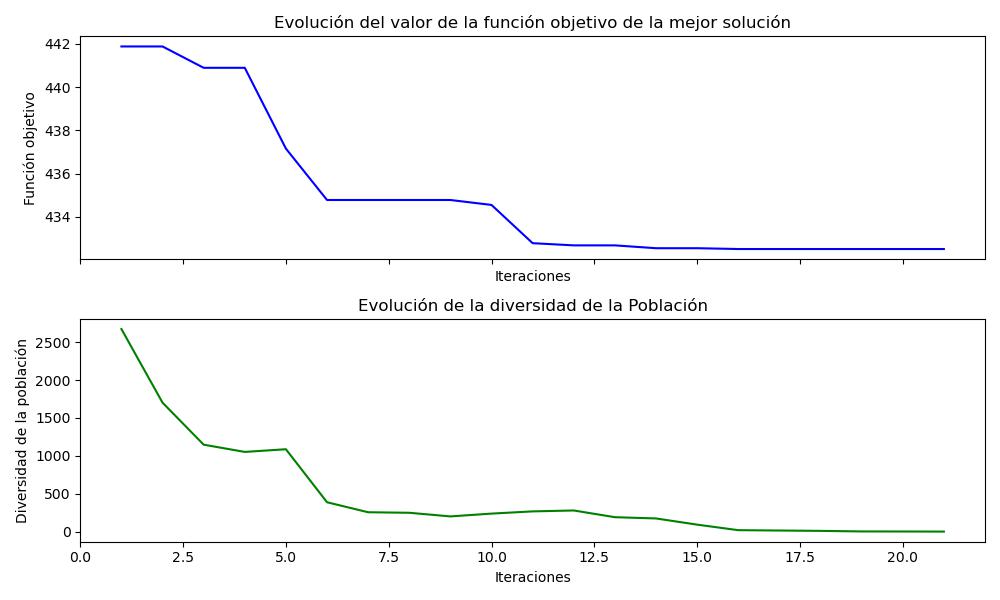 Evolución del valor de la función objetivo de la mejor solución
442
440
438
436
434
Función objetivo
Iteraciones
Evolución de la diversidad de la Población
2500
2000
1500
1000
500
0
Diversidad de la población
0.0 2.5 5.0 7.5 10.0 12.5 15.0 17.5 20.0
Iteraciones